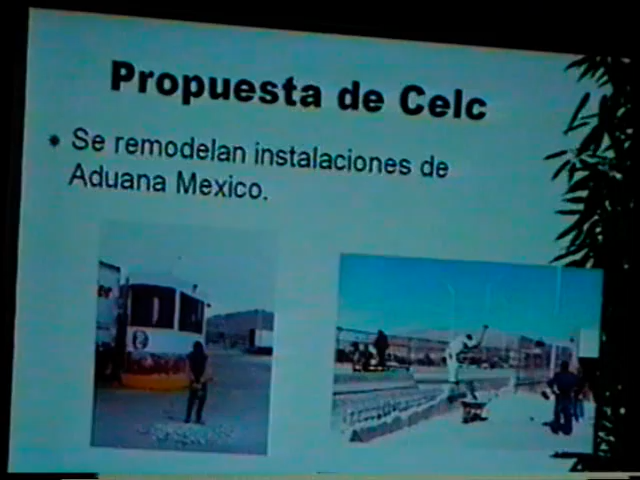 Propuesta de Celc
• Se remodelan instalaciones de
Aduana Mexico.